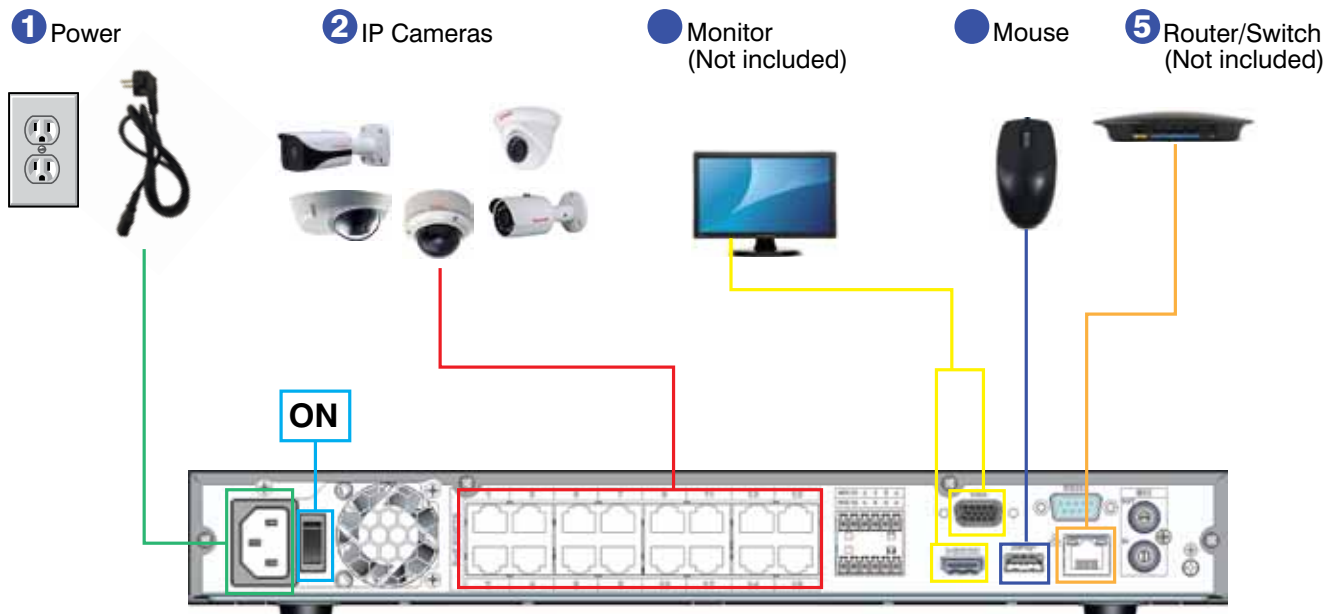 1 Power
2 IP Cameras
Monitor
(Not included)
Mouse
5 Router/Switch
(Not included)
ON